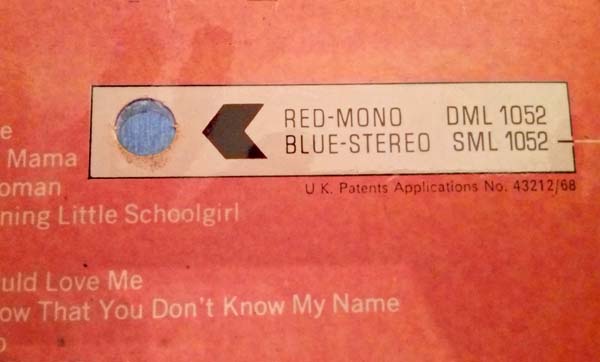 RED-MONO DML 1052
BLUE-STEREO SML 1052
U.K. Patents Applications No. 43212/68
e
Mama
oman
ning Little Schoolgirl
uld Love Me
ow That You Don't Know My Name